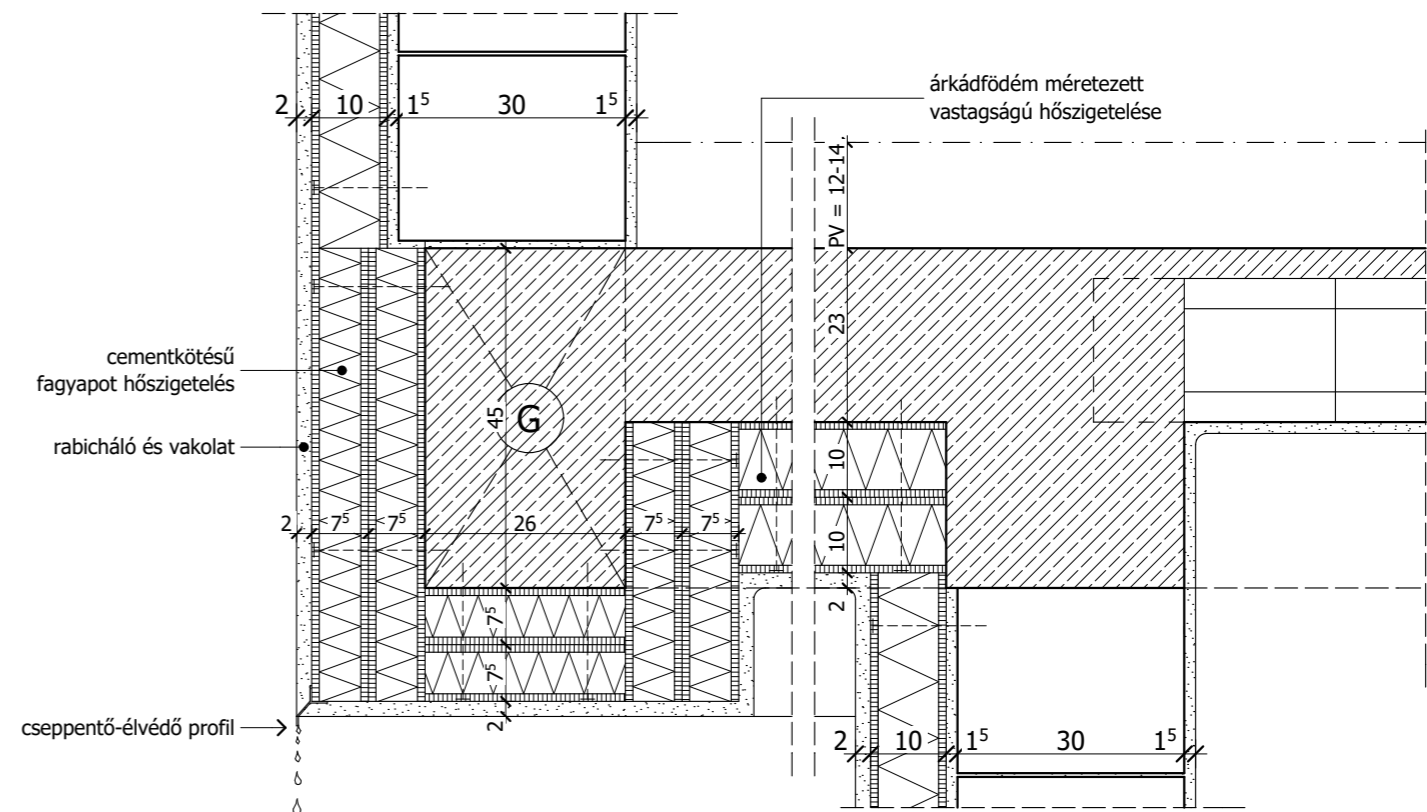 árkádfödém méretezett
vastagságú hőszigetelése
2 10 > 1⁵ 30 1⁵
PV = 12-14
23
cementkötésű
fagyapot hőszigetelés
45
G
rabicháló és vakolat
10
2 <7⁵ <7⁵ 26 7⁵> 7⁵>
10
<7⁵
2
<7⁵
cseppentő-élvédő profil
2
2 10 > 1⁵ 30 1⁵